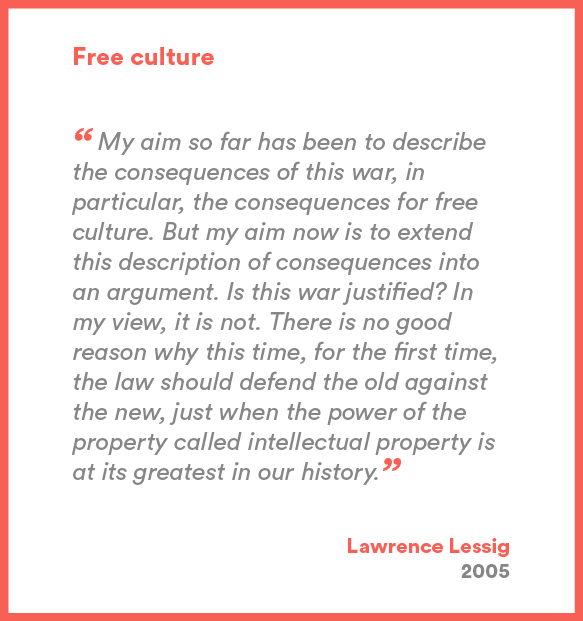 Free culture
“ My aim so far has been to describe
the consequences of this war, in
particular, the consequences for free
culture. But my aim now is to extend
this description of consequences into
an argument. Is this war justified? In
my view, it is not. There is no good
reason why this time, for the first time,
the law should defend the old against
the new, just when the power of the
property called intellectual property is
at its greatest in our history.”
Lawrence Lessig
2005